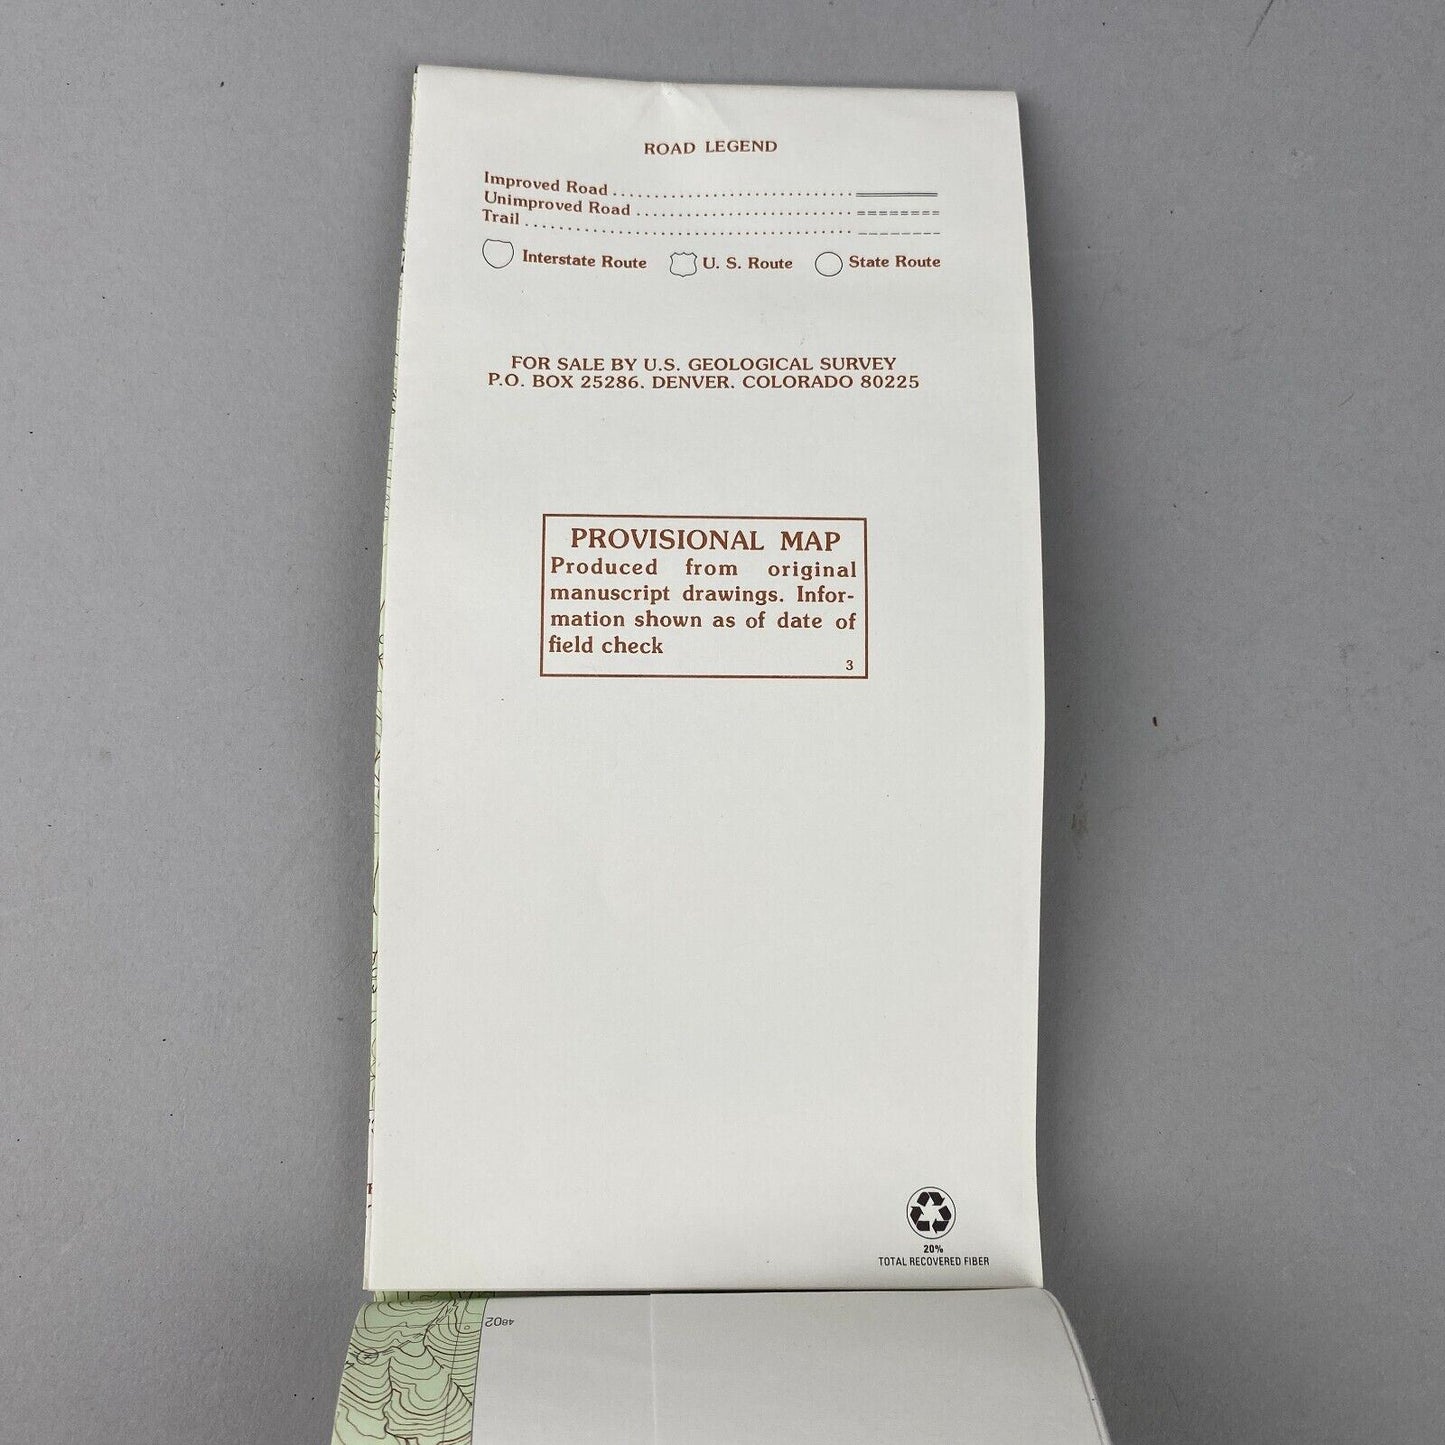 ROAD LEGEND
Improved Road
Unimproved Road
Trail
Interstate Route U. S. Route State Route
FOR SALE BY U.S. GEOLOGICAL SURVEY
P.O. BOX 25286, DENVER, COLORADO 80225
PROVISIONAL MAP
Produced from original
manuscript drawings. Infor-
mation shown as of date of
field check
3
20%
TOTAL RECOVERED FIBER
4802